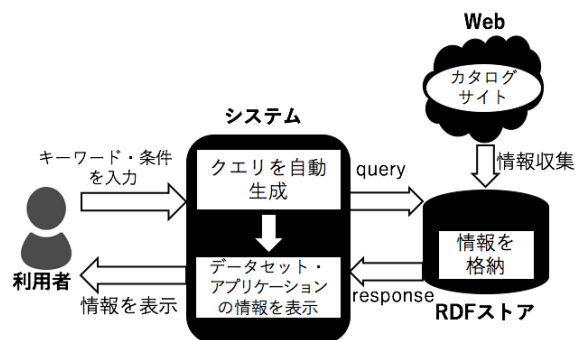 Web
カタログ
サイト
システム
キーワード・条件
を入力
クエリを自動
生成
query
情報収集
利用者
情報を表示
データセット・
アプリケーション
の情報を表示
response
情報を
格納
RDFストア